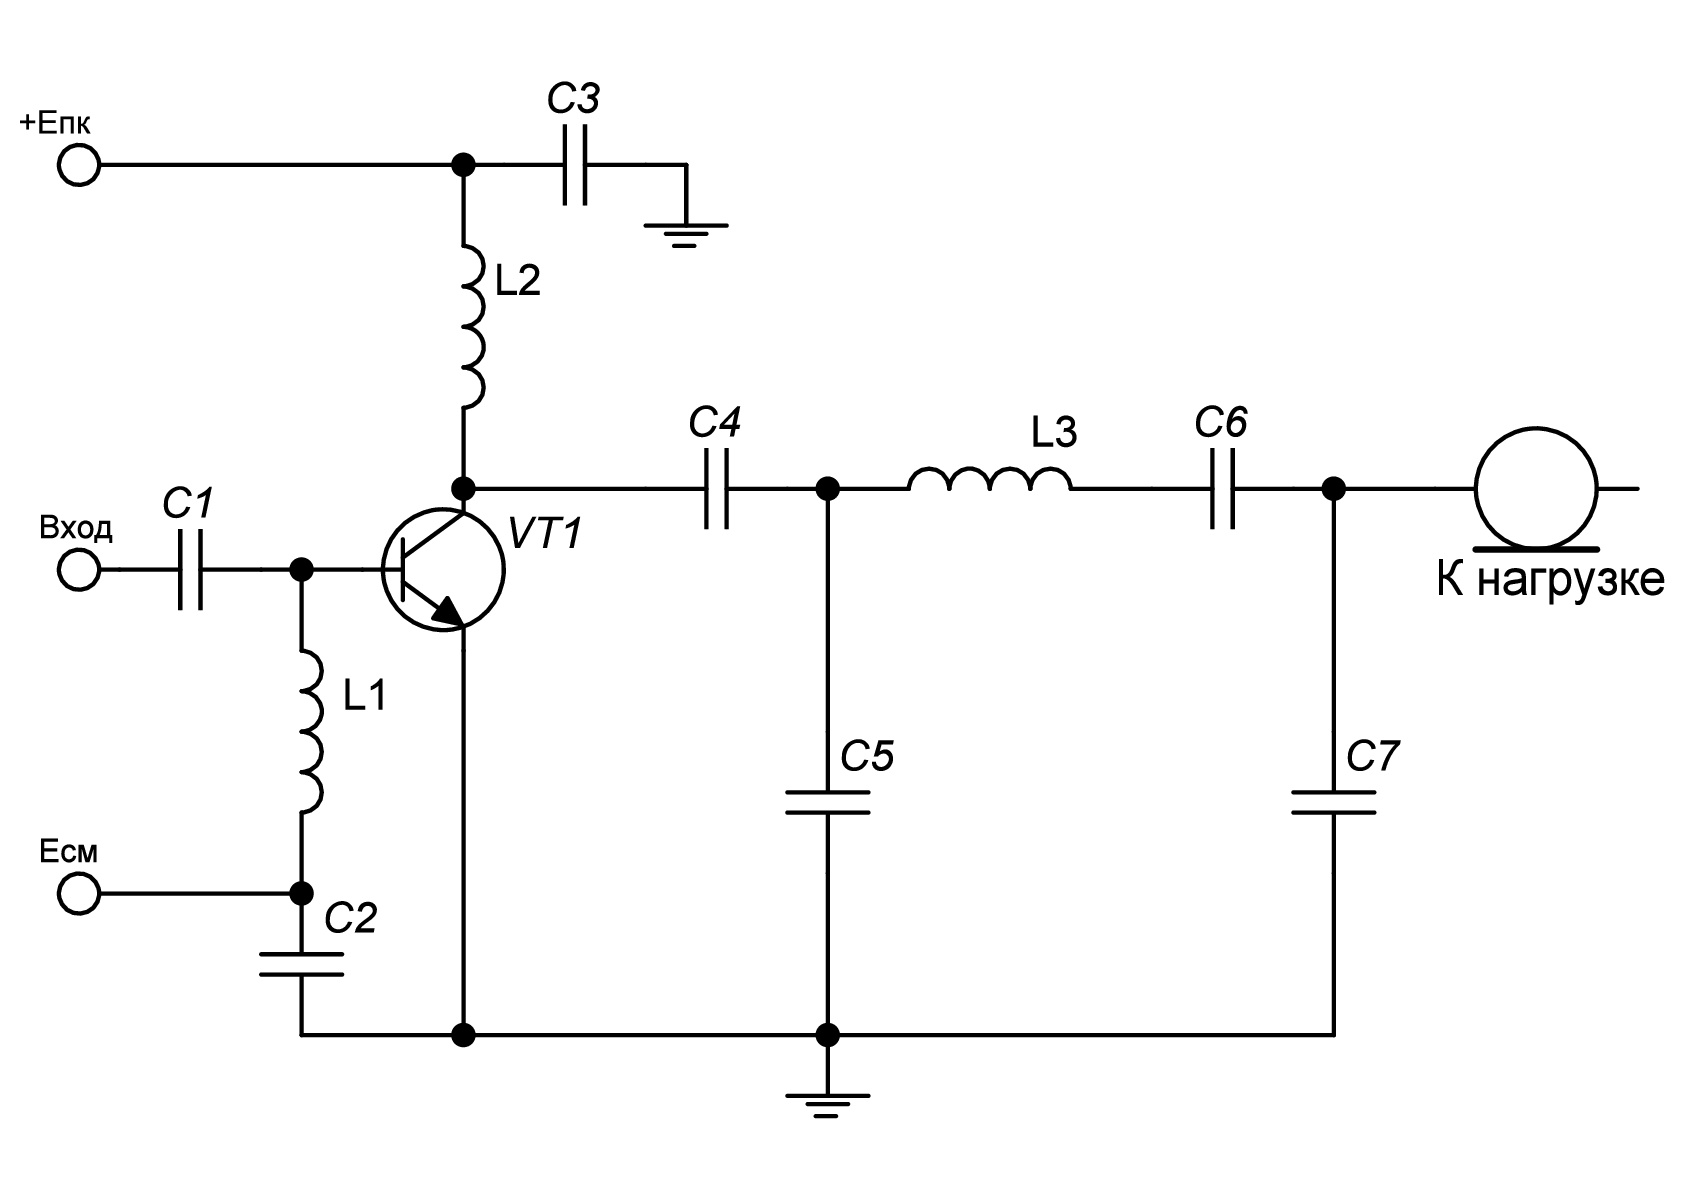 C3
+Епк
L2
C4
L3
C6
C1
Вход
VT1
К нагрузке
L1
C5
C7
Есм
C2